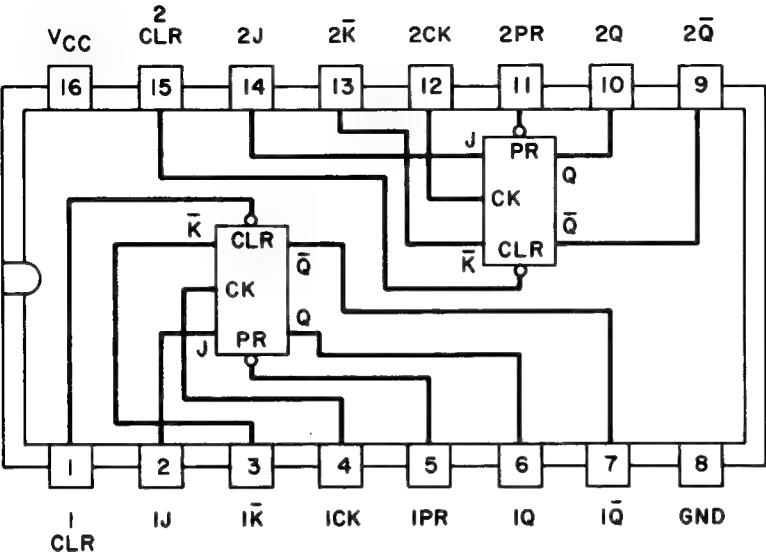 2
V_CC CLR 2J 2K̅ 2CK 2PR 2Q 2Q̅
16 15 14 13 12 11 10 9
J PR Q
CK
K̅ CLR Q̅
K̅ CLR Q̅
CK
J PR Q
1 2 3 4 5 6 7 8
1 1J 1K̅ 1CK 1PR 1Q 1Q̅ GND
CLR